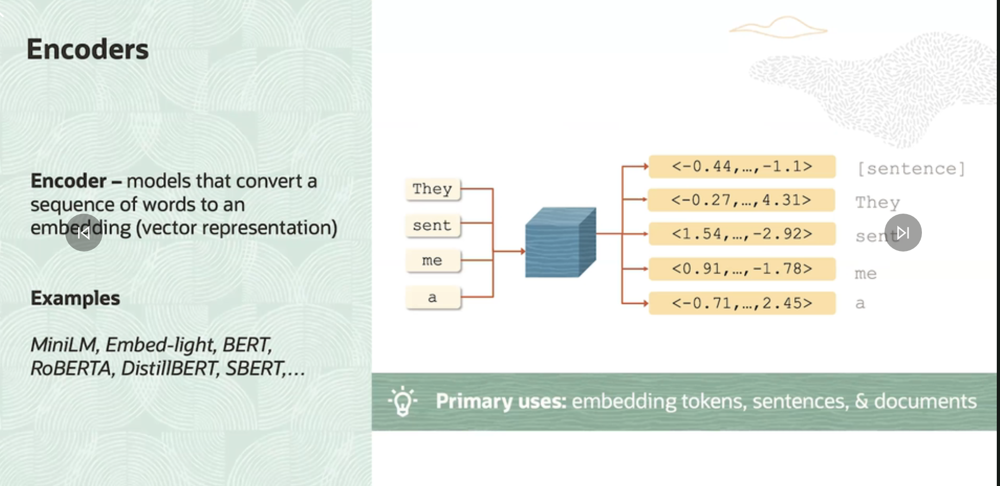 Encoders
Encoder – models that convert a
sequence of words to an
embedding (vector representation)
Examples
MiniLM, Embed-light, BERT,
RoBERTA, DistillBERT, SBERT,...
They
sent
me
a
<-0.44,…,-1.1> [sentence]
<-0.27,…,4.31> They
<1.54,…,-2.92> sent
<0.91,…,-1.78> me
<-0.71,…,2.45> a
Primary uses: embedding tokens, sentences, & documents